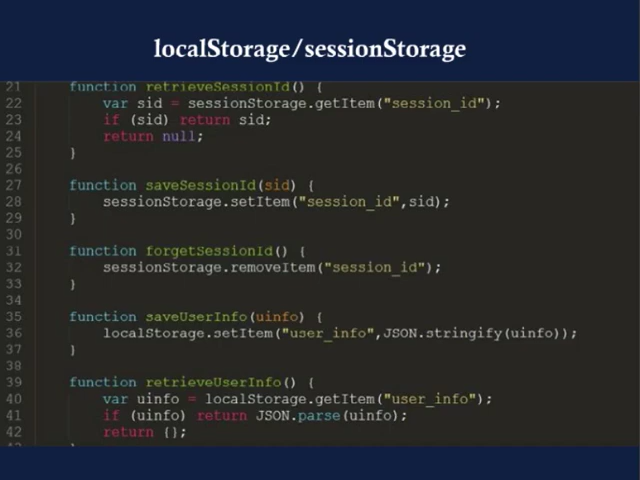 localStorage/sessionStorage
21 function retrieveSessionId() {
22 var sid = sessionStorage.getItem("session_id");
23 if (sid) return sid;
24 return null;
25 }
26
27 function saveSessionId(sid) {
28 sessionStorage.setItem("session_id",sid);
29 }
30
31 function forgetSessionId() {
32 sessionStorage.removeItem("session_id");
33 }
34
35 function saveUserInfo(uinfo) {
36 localStorage.setItem("user_info",JSON.stringify(uinfo));
37 }
38
39 function retrieveUserInfo() {
40 var uinfo = localStorage.getItem("user_info");
41 if (uinfo) return JSON.parse(uinfo);
42 return {};